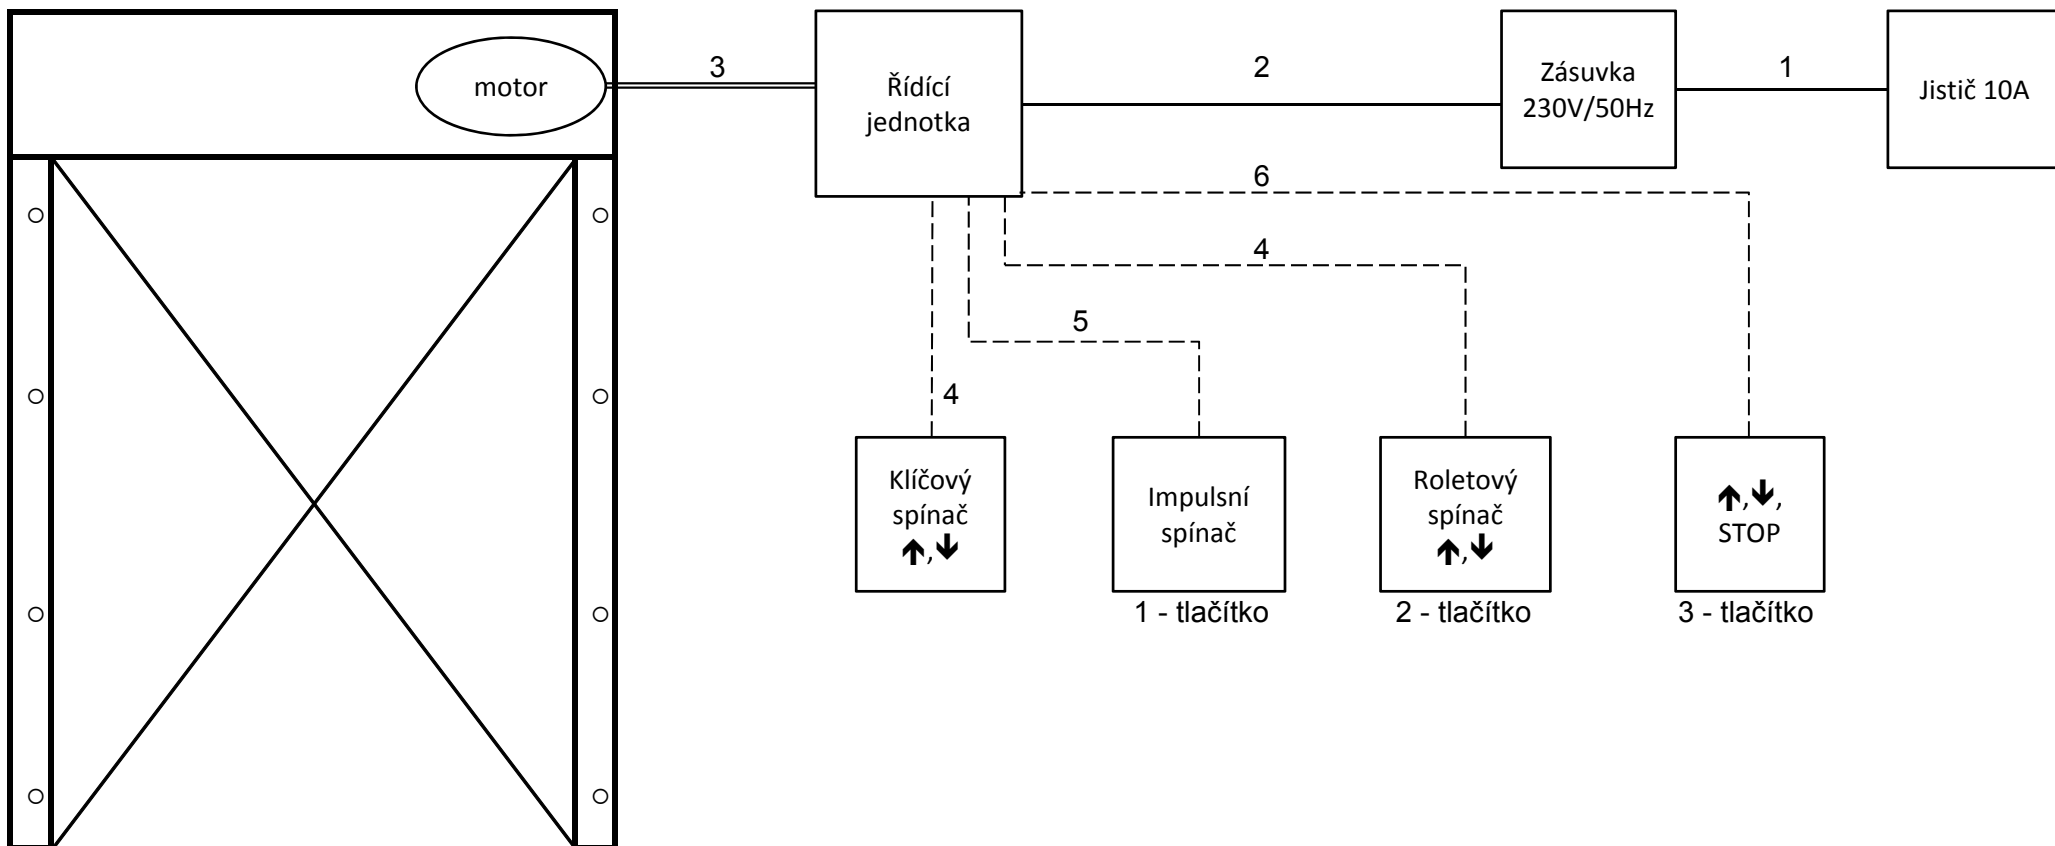 motor
3
Řídící
jednotka
2
Zásuvka
230V/50Hz
1
Jistič 10A
6
4
5
4
Klíčový
spínač
🡹,🡻
Impulsní
spínač
1 - tlačítko
Roletový
spínač
🡹,🡻
2 - tlačítko
🡹,🡻,
STOP
3 - tlačítko